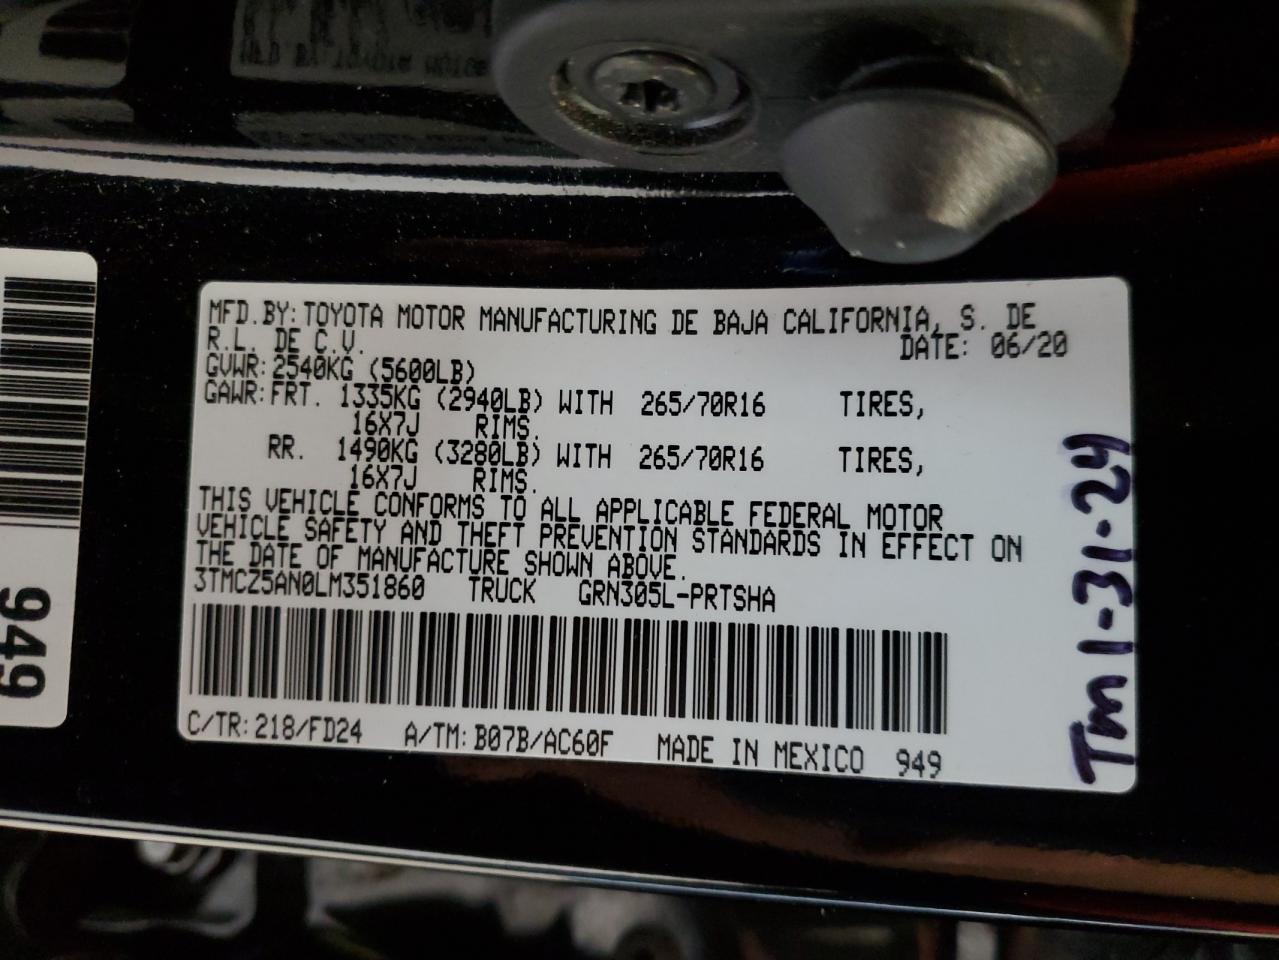 MFD.BY: TOYOTA MOTOR MANUFACTURING DE BAJA CALIFORNIA, S. DE
R.L. DE C.V. DATE: 06/20
GVWR: 2540KG (5600LB)
GAWR: FRT. 1335KG (2940LB) WITH 265/70R16 TIRES,
16X7J RIMS.
RR. 1490KG (3280LB) WITH 265/70R16 TIRES,
16X7J RIMS.
THIS VEHICLE CONFORMS TO ALL APPLICABLE FEDERAL MOTOR
VEHICLE SAFETY AND THEFT PREVENTION STANDARDS IN EFFECT ON
THE DATE OF MANUFACTURE SHOWN ABOVE.
3TMCZ5AN0LM351860 TRUCK GRN305L-PRTSHA
C/TR: 218/FD24 A/TM: B07B/AC60F MADE IN MEXICO 949
Tm 1-31-24
949